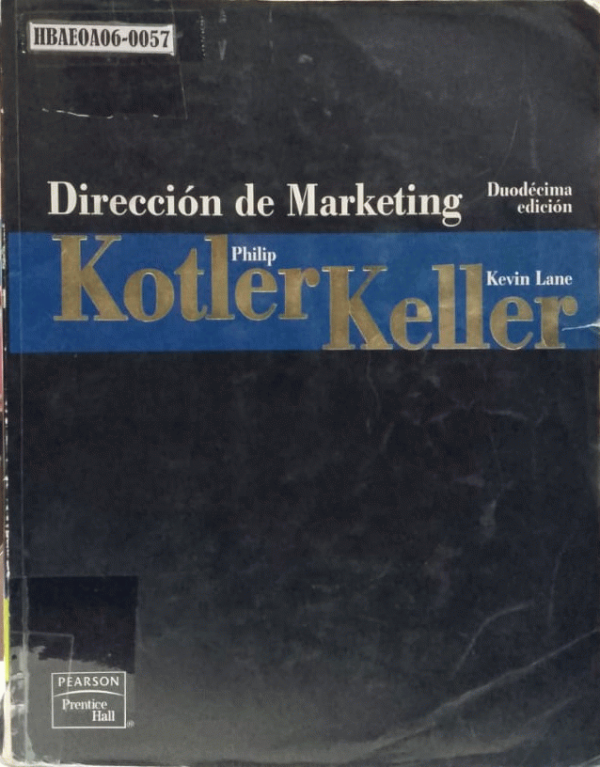 HBAEOA06-0057
Dirección de Marketing
Duodécima
edición
Philip
Kotler
Kevin Lane
Keller
PEARSON
Prentice
Hall
®